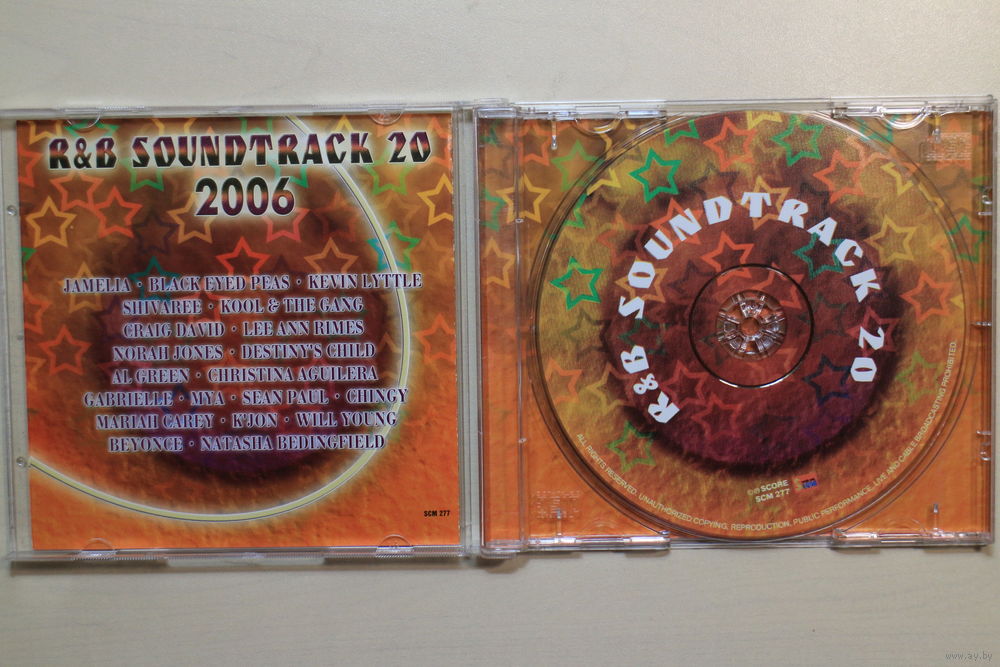 R&B SOUNDTRACK 20
2006
JAMELIA · BLACK EYED PEAS · KEVIN LYTTLE
SHIVAREE · KOOL & THE GANG
CRAIG DAVID · LEE ANN RIMES
NORAH JONES · DESTINY'S CHILD
AL GREEN · CHRISTINA AGUILERA
GABRIELLE · MYA · SEAN PAUL · CHINGY
MARIAH CAREY · K'JON · WILL YOUNG
BEYONCE · NATASHA BEDINGFIELD
SCM 277
R&B SOUNDTRACK 20
SCORE
SCM 277
ALL RIGHTS RESERVED. UNAUTHORIZED COPYING, REPRODUCTION, PUBLIC PERFORMANCE, LIVE AND CABLE BROADCASTING PROHIBITED.
www.ay.by